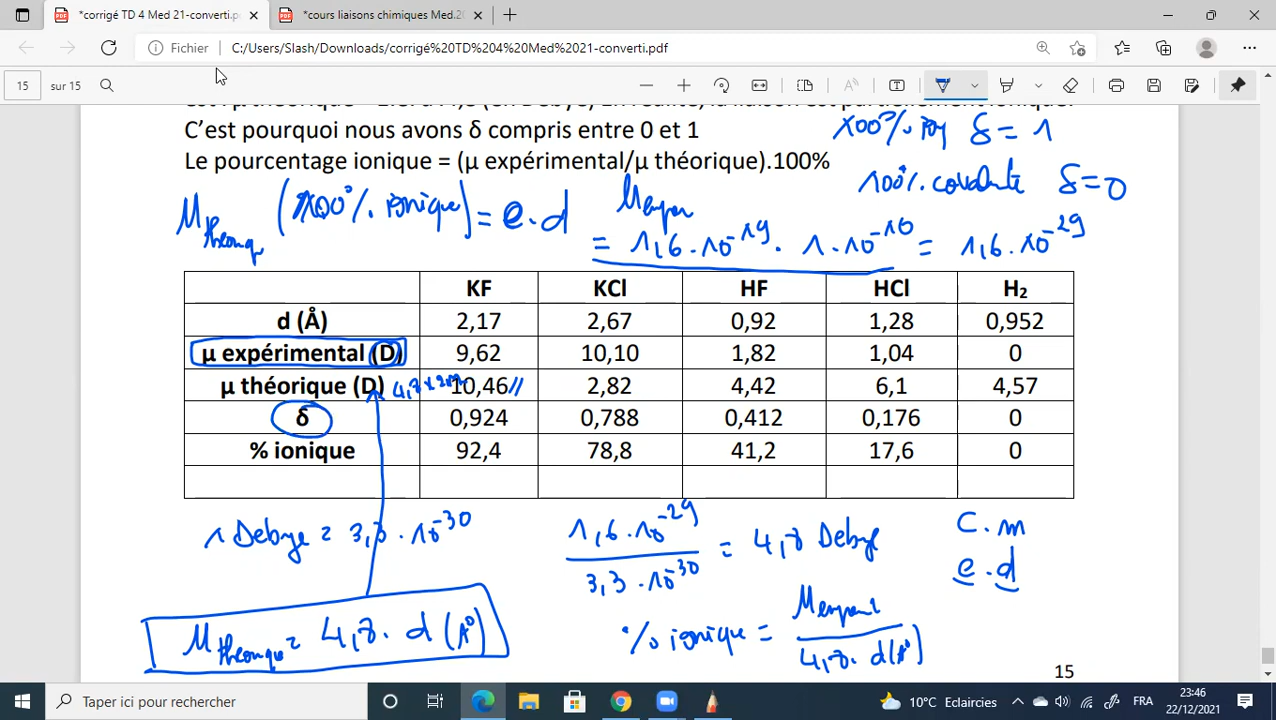 *corrigé TD 4 Med 21-converti.pd
*cours liaisons chimiques Med.20
Fichier
C:/Users/Slash/Downloads/corrigé%20TD%204%20Med%2021-converti.pdf
15 sur 15
C'est pourquoi nous avons δ compris entre 0 et 1
100% ioq δ = 1
Le pourcentage ionique = (μ expérimental/μ théorique).100%
100% covalente δ=0
μ theoriq (100% ionique) = e.d
μ exper
= 1,6.10⁻¹⁹ . 1.10⁻¹⁰ = 1,6.10⁻²⁹
KF KCl HF HCl H₂
d (Å) 2,17 2,67 0,92 1,28 0,952
μ expérimental (D) 9,62 10,10 1,82 1,04 0
μ théorique (D) 10,46 2,82 4,42 6,1 4,57
δ 0,924 0,788 0,412 0,176 0
% ionique 92,4 78,8 41,2 17,6 0
1 Debye = 3,3.10⁻³⁰
1,6.10⁻²⁹
3,3.10⁻³⁰
= 4,8 Debye
C.m
e.d
μ theorique = 4,8. d (A°)
% ionique =
4,8. d(A°)
15
Taper ici pour rechercher
10°C Eclaircies
FRA
23:46
22/12/2021